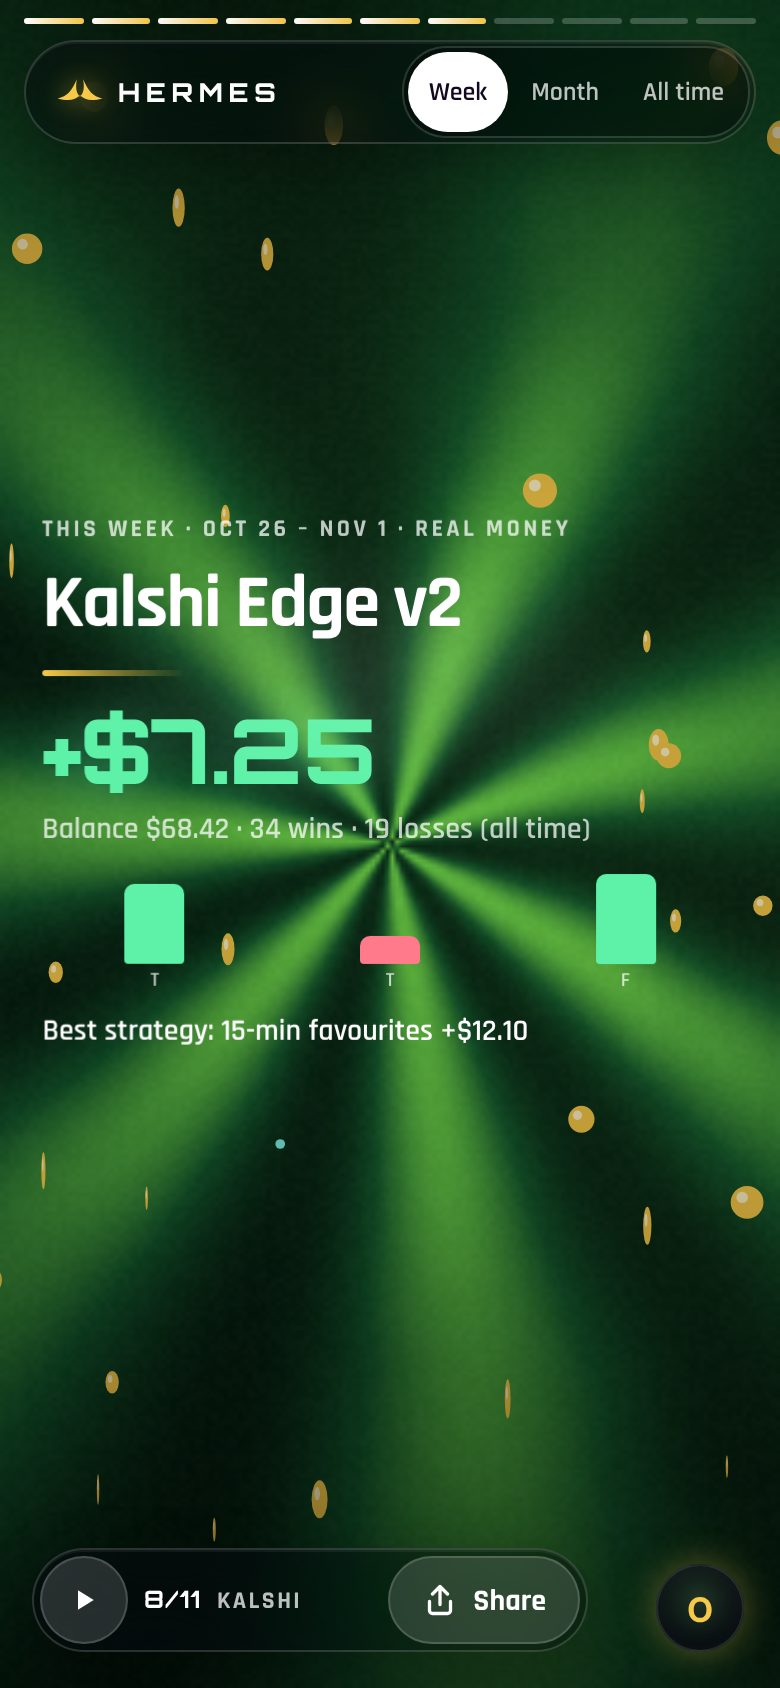 HERMES
Week Month All time
THIS WEEK · OCT 26 – NOV 1 · REAL MONEY
Kalshi Edge v2
+$7.25
Balance $68.42 · 34 wins · 19 losses (all time)
T T F
Best strategy: 15-min favourites +$12.10
8/11 KALSHI Share O